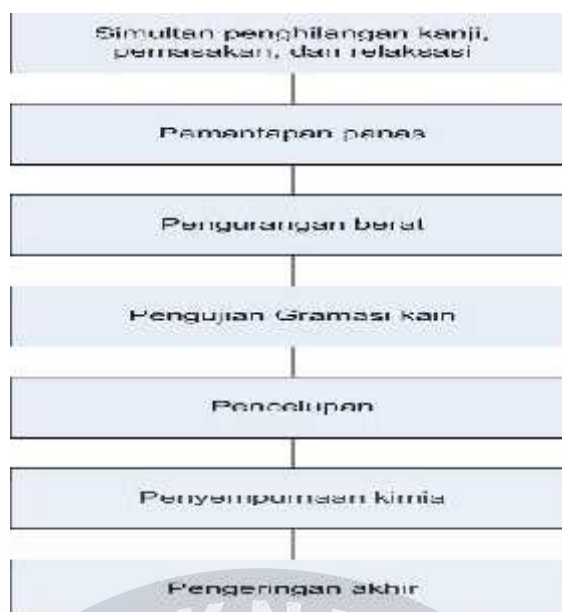 Simultan penghilangan kanji,
pemasakan, dan relaksasi
Pemantapan panas
Pengurangan berat
Pengujian Gramasi kain
Pencelupan
Penyempurnaan kimia
Pengeringan akhir